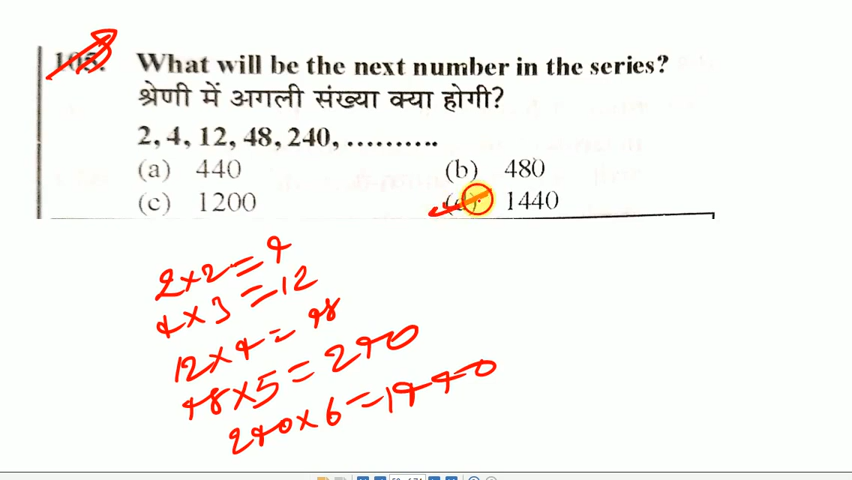 105. What will be the next number in the series?
श्रेणी में अगली संख्या क्या होगी?
2, 4, 12, 48, 240, ..........
(a) 440 (b) 480
(c) 1200 (d) 1440
2×2=4
4×3=12
12×4=48
48×5=240
240×6=1440